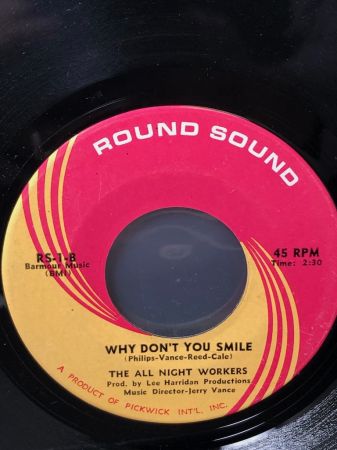 ROUND SOUND
RS-1-B
Barmour Music
(BMI)
45 RPM
Time: 2:30
WHY DON'T YOU SMILE
(Philips-Vance-Reed-Cale)
THE ALL NIGHT WORKERS
Prod. by Lee Harridan Productions
Music Director-Jerry Vance
A PRODUCT OF PICKWICK INT'L, INC.